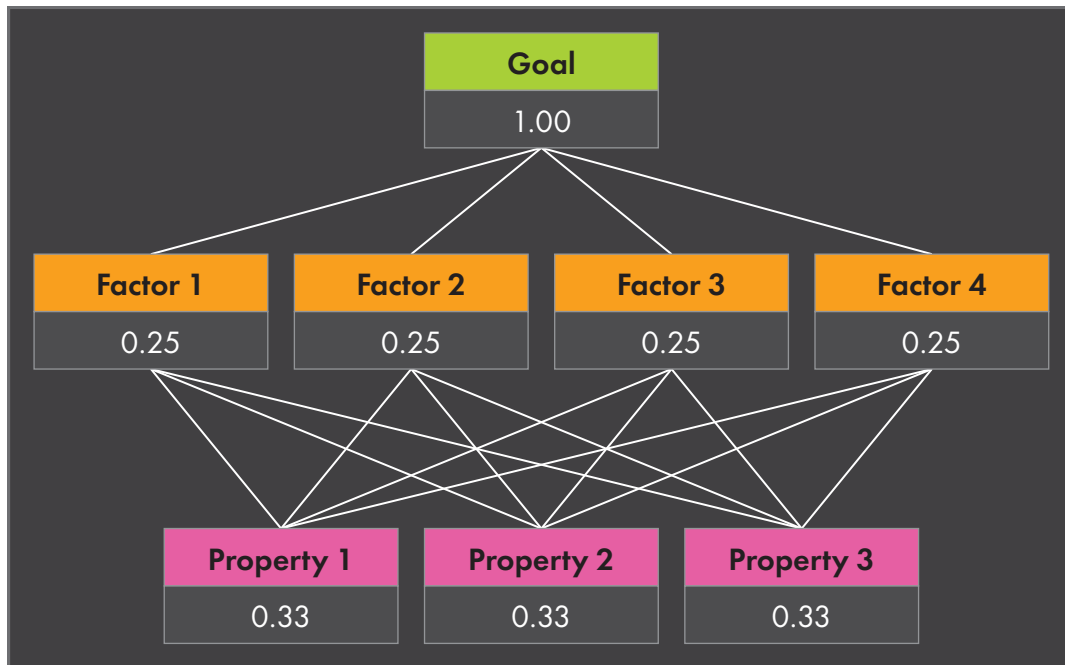 Goal
1.00
Factor 1
Factor 2
Factor 3
Factor 4
0.25
0.25
0.25
0.25
Property 1
Property 2
Property 3
0.33
0.33
0.33